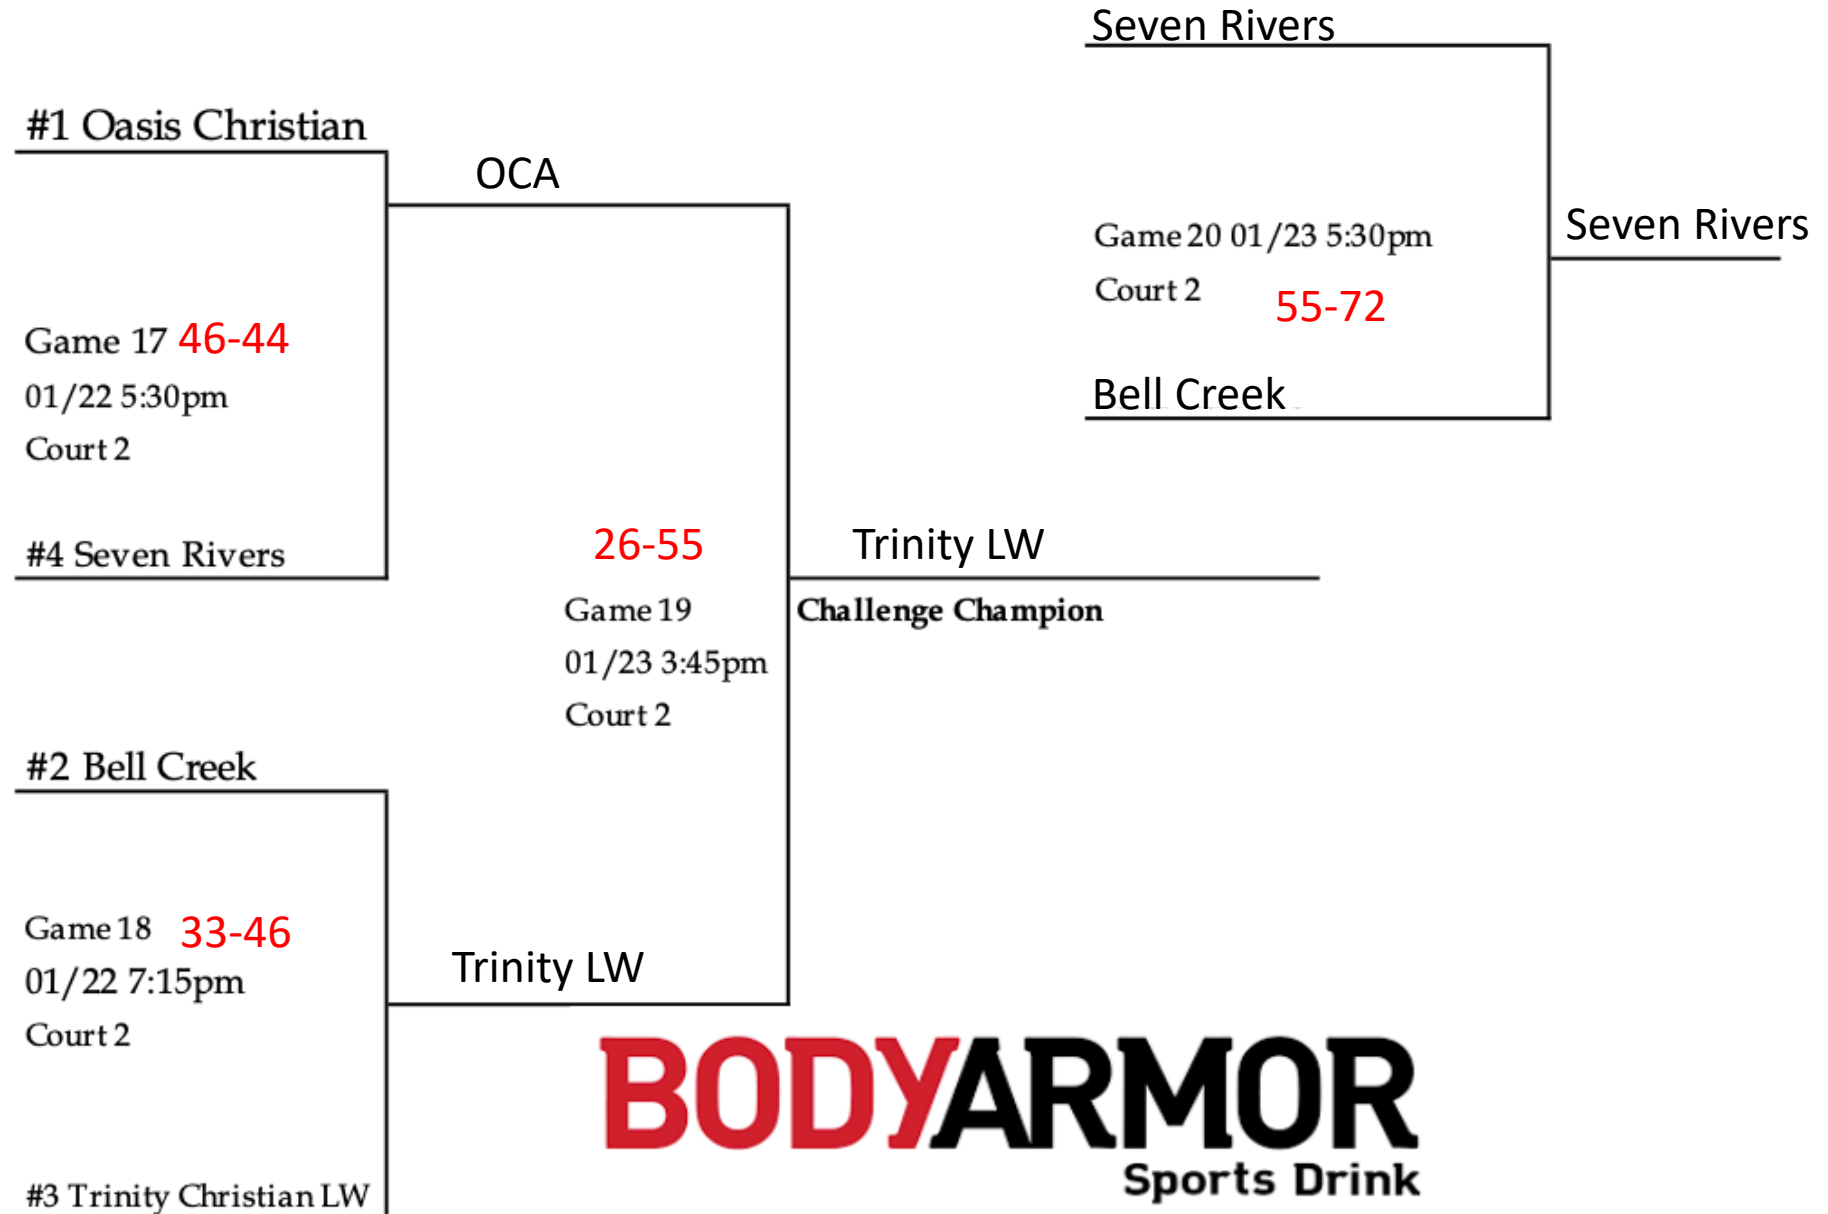 #1 Oasis Christian
OCA
Game 17 46-44
01/22 5:30pm
Court 2
#4 Seven Rivers
26-55
Game 19
01/23 3:45pm
Court 2
Trinity LW
Challenge Champion
#2 Bell Creek
Game 18 33-46
01/22 7:15pm
Court 2
Trinity LW
#3 Trinity Christian LW
Seven Rivers
Game 20 01/23 5:30pm
Court 2 55-72
Bell Creek
Seven Rivers
BODYARMOR
Sports Drink